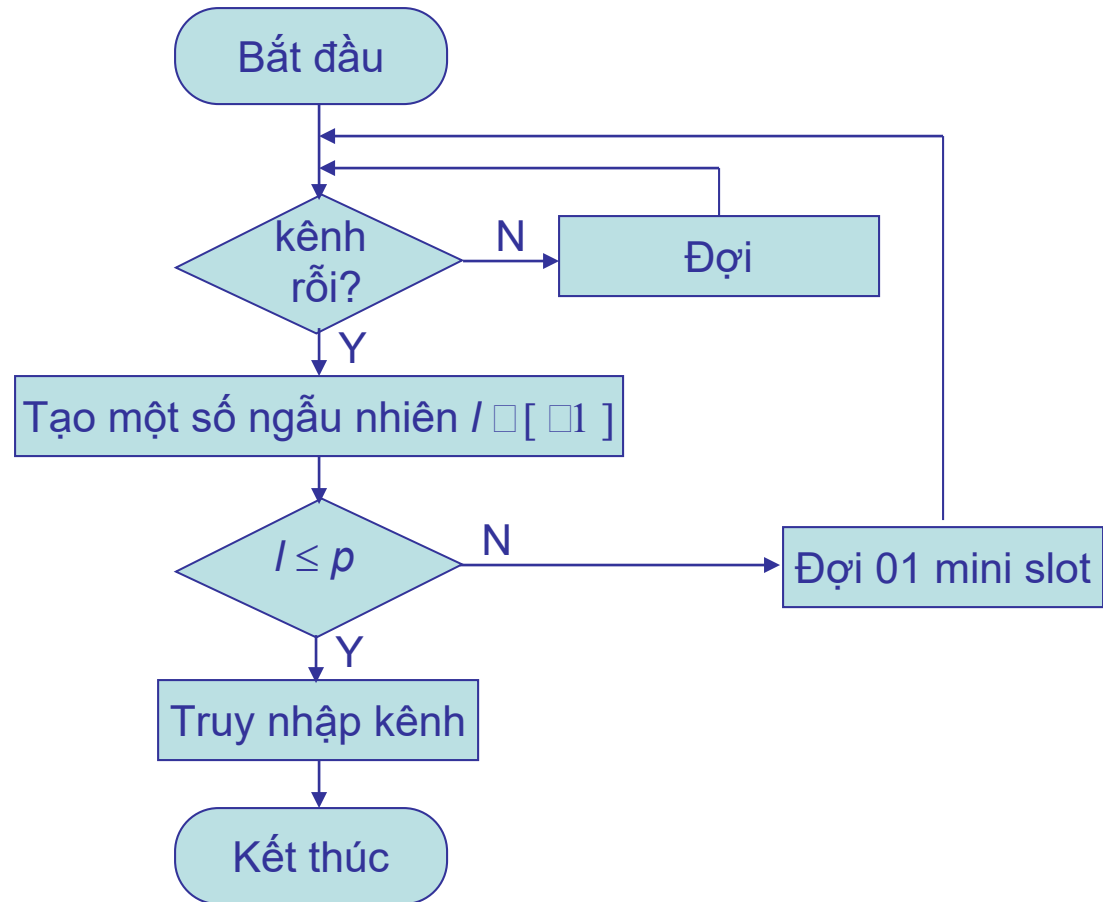 Bắt đầu
kênh
rỗi?
N
Đợi
Y
Tạo một số ngẫu nhiên l □ [ □1 ]
l ≤ p
N
Đợi 01 mini slot
Y
Truy nhập kênh
Kết thúc